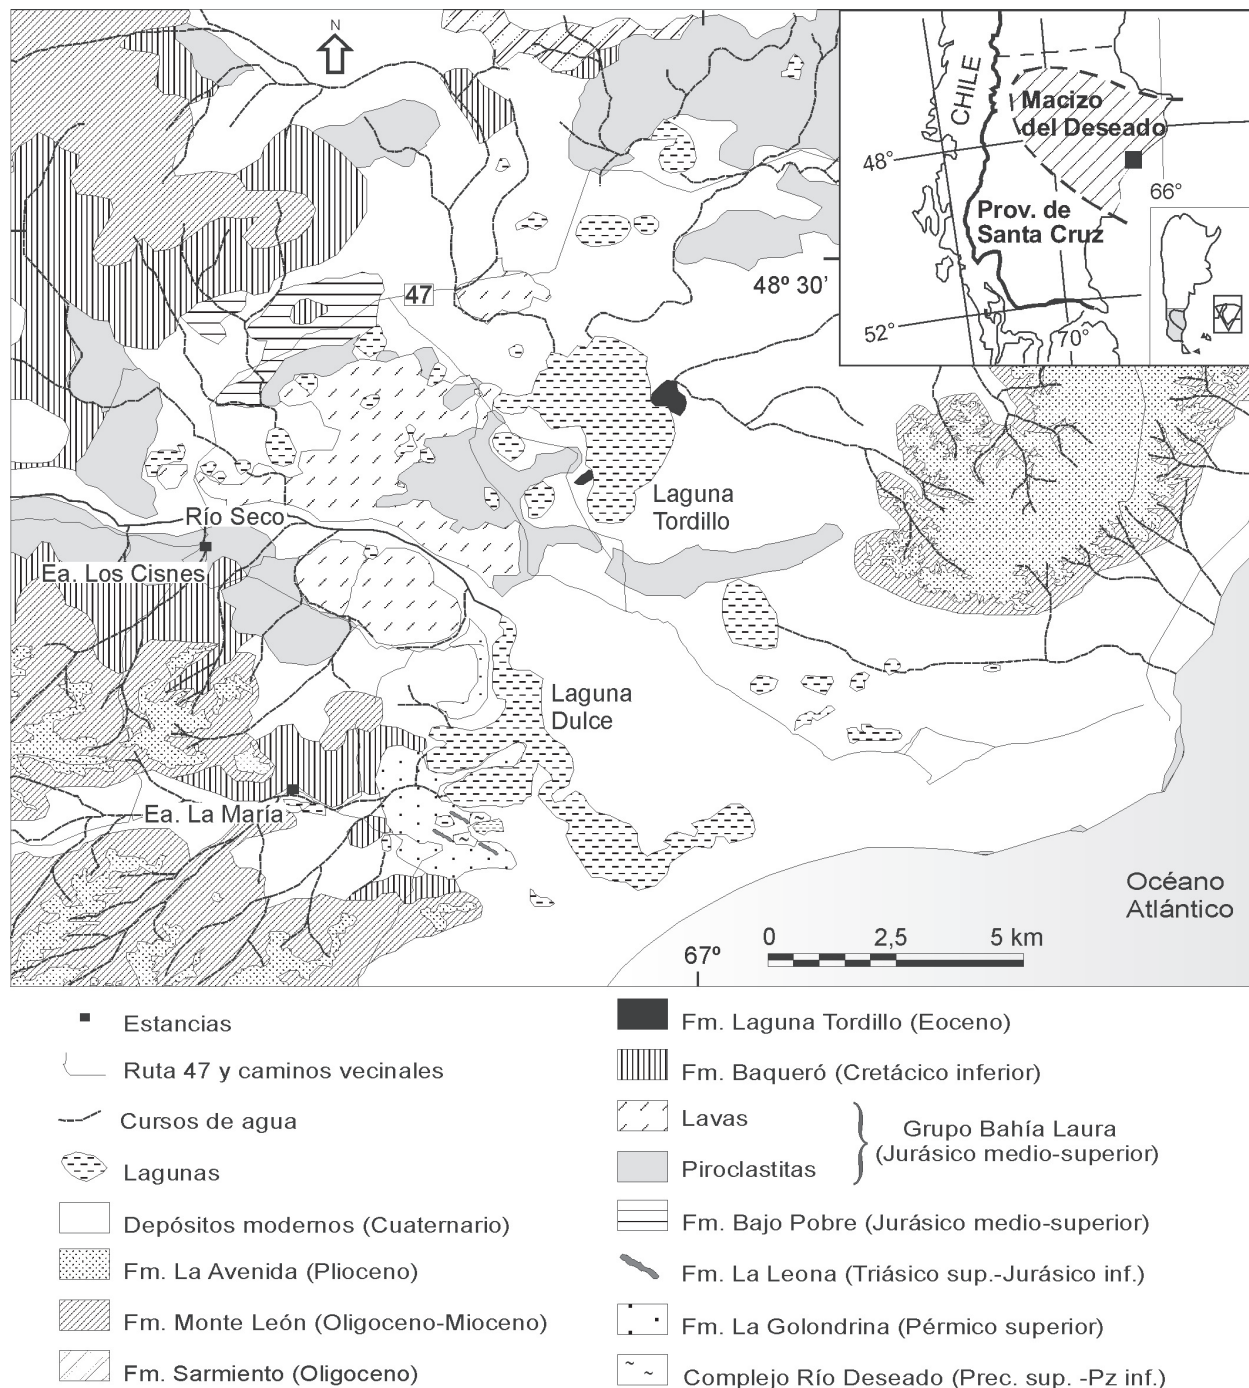 N
CHILE
Macizo
del Deseado
48°
66°
Prov. de
Santa Cruz
52°
70°
48º 30’
47
Laguna
Tordillo
Río Seco
Ea. Los Cisnes
Laguna
Dulce
Ea. La María
Océano
Atlántico
67º
0 2,5 5 km
Estancias
Ruta 47 y caminos vecinales
Cursos de agua
Lagunas
Depósitos modernos (Cuaternario)
Fm. La Avenida (Plioceno)
Fm. Monte León (Oligoceno-Mioceno)
Fm. Sarmiento (Oligoceno)
Fm. Laguna Tordillo (Eoceno)
Fm. Baqueró (Cretácico inferior)
Lavas
Piroclastitas
Grupo Bahía Laura
(Jurásico medio-superior)
Fm. Bajo Pobre (Jurásico medio-superior)
Fm. La Leona (Triásico sup.-Jurásico inf.)
Fm. La Golondrina (Pérmico superior)
Complejo Río Deseado (Prec. sup. -Pz inf.)